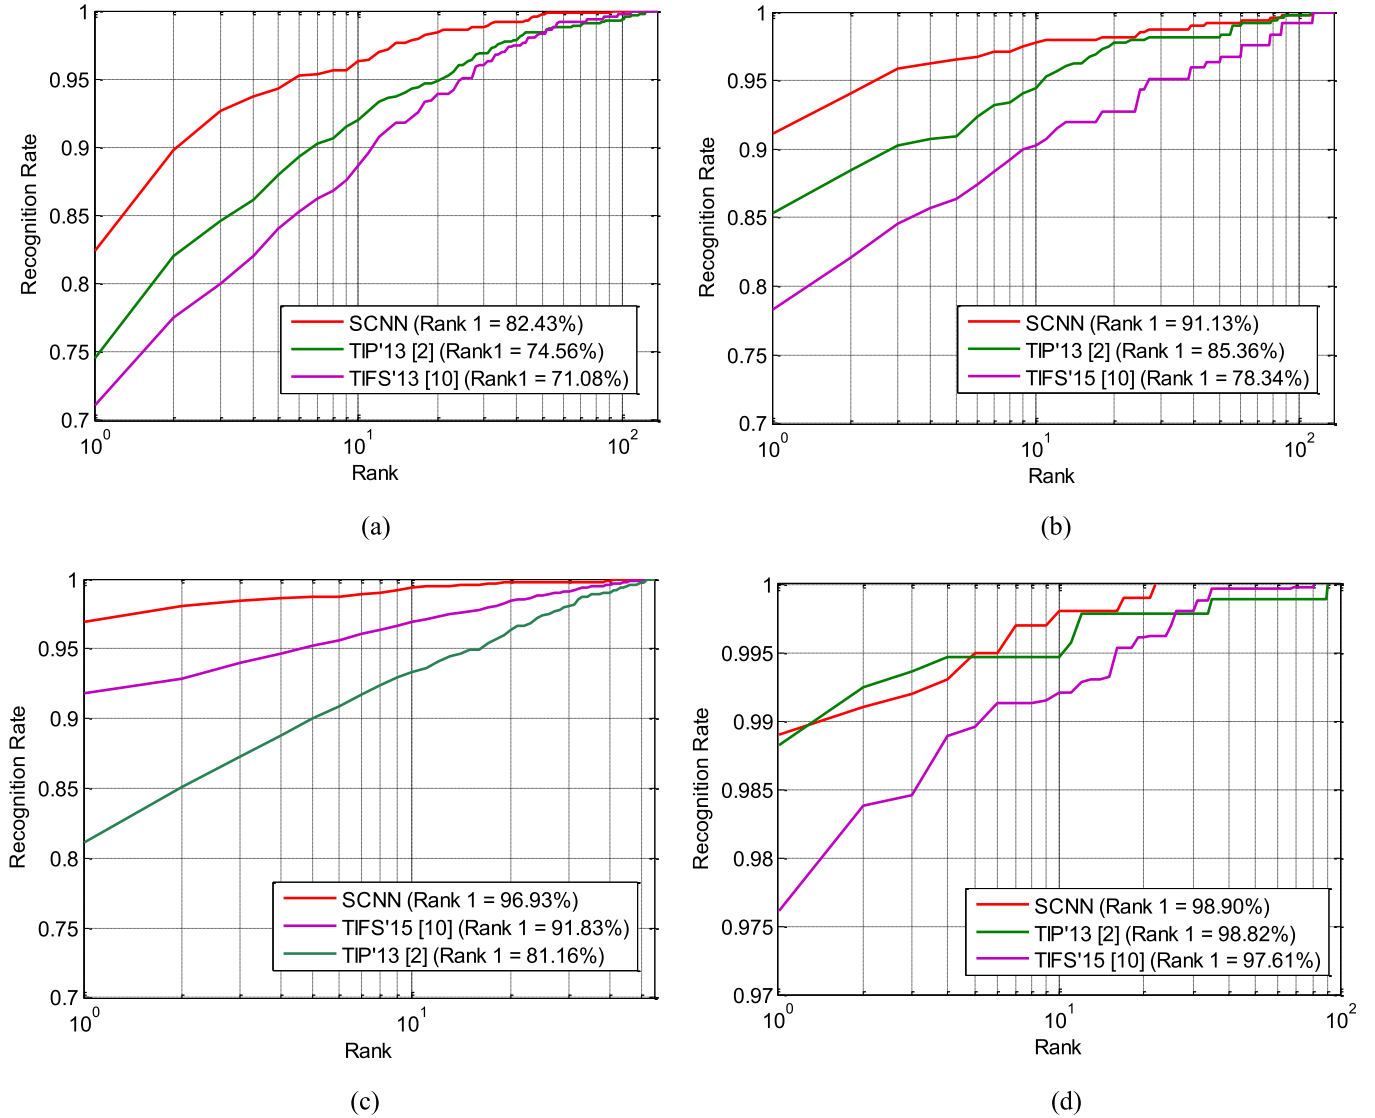 1
0.95
0.9
0.85
0.8
0.75
0.7
Recognition Rate
SCNN (Rank 1 = 82.43%)
TIP'13 [2] (Rank1 = 74.56%)
TIFS'13 [10] (Rank1 = 71.08%)
10^0 10^1 10^2
Rank
(a)
1
0.95
0.9
0.85
0.8
0.75
0.7
Recognition Rate
SCNN (Rank 1 = 91.13%)
TIP'13 [2] (Rank 1 = 85.36%)
TIFS'15 [10] (Rank 1 = 78.34%)
10^0 10^1 10^2
Rank
(b)
1
0.95
0.9
0.85
0.8
0.75
0.7
Recognition Rate
SCNN (Rank 1 = 96.93%)
TIFS'15 [10] (Rank 1 = 91.83%)
TIP'13 [2] (Rank 1 = 81.16%)
10^0 10^1
Rank
(c)
1
0.995
0.99
0.985
0.98
0.975
0.97
Recognition Rate
SCNN (Rank 1 = 98.90%)
TIP'13 [2] (Rank 1 = 98.82%)
TIFS'15 [10] (Rank 1 = 97.61%)
10^0 10^1 10^2
Rank
(d)